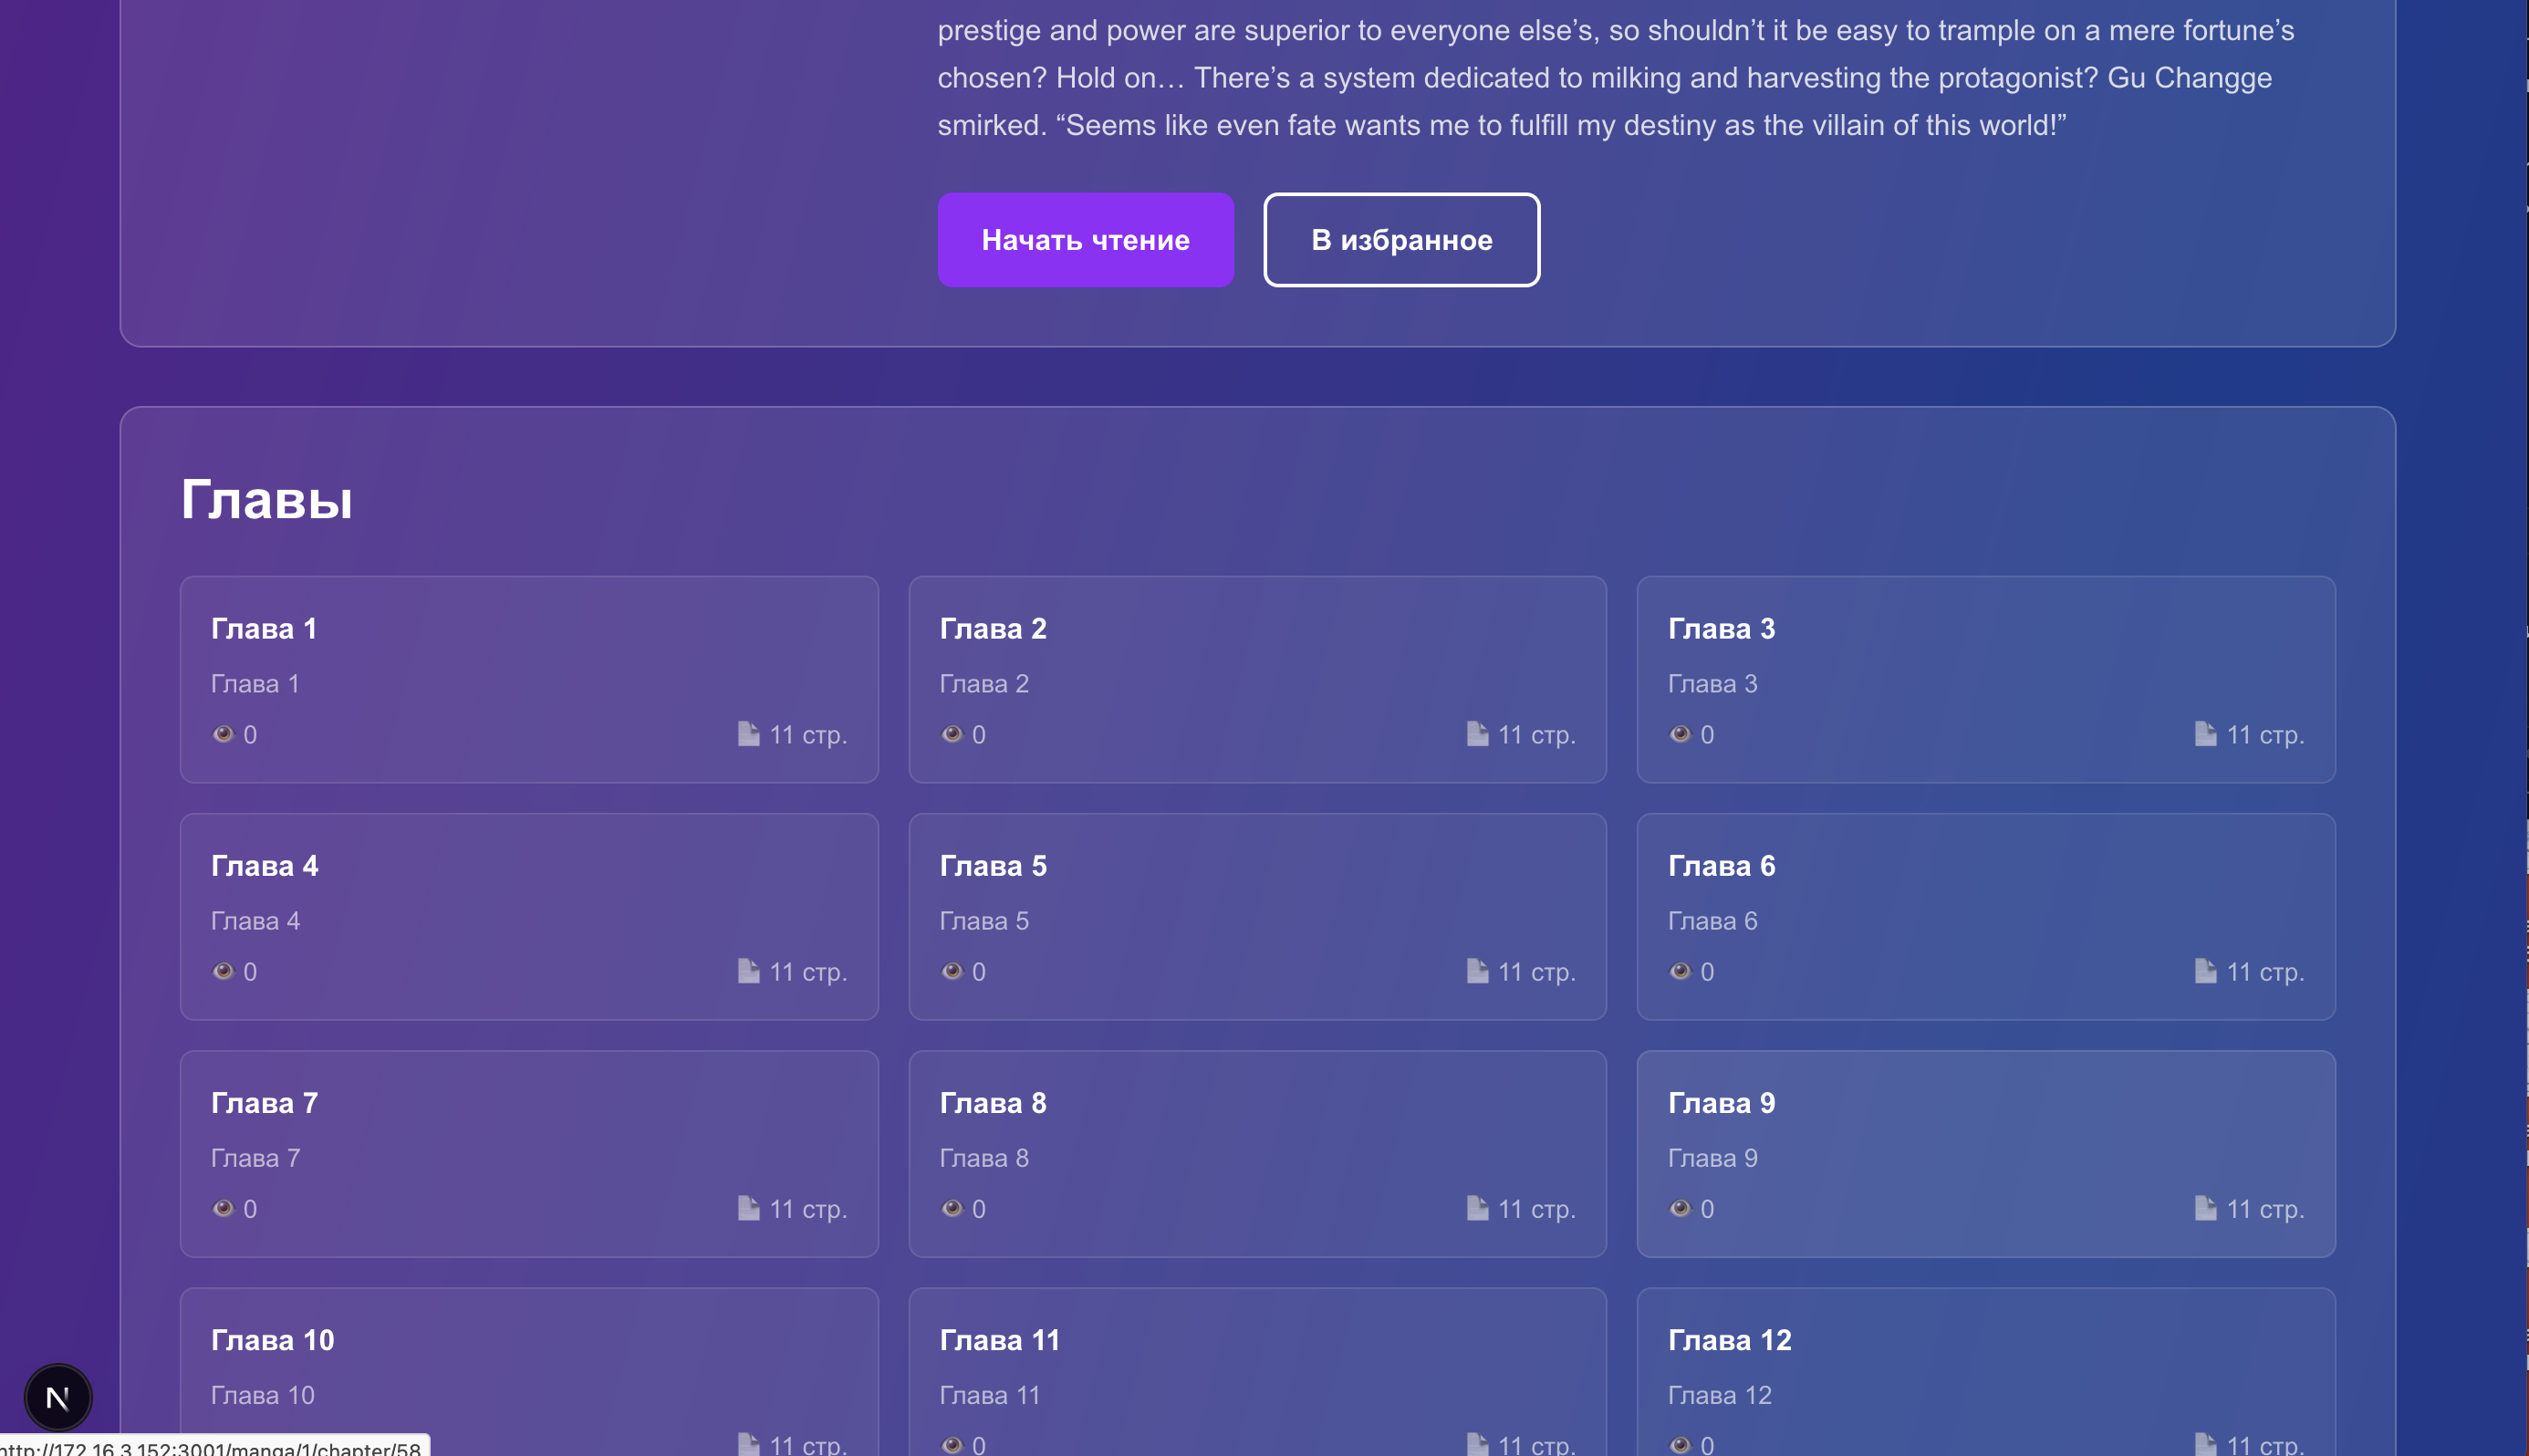 prestige and power are superior to everyone else’s, so shouldn’t it be easy to trample on a mere fortune’s
chosen? Hold on… There’s a system dedicated to milking and harvesting the protagonist? Gu Changge
smirked. “Seems like even fate wants me to fulfill my destiny as the villain of this world!”
Начать чтение
В избранное
Главы
Глава 1
Глава 1
0
11 стр.
Глава 2
Глава 2
0
11 стр.
Глава 3
Глава 3
0
11 стр.
Глава 4
Глава 4
0
11 стр.
Глава 5
Глава 5
0
11 стр.
Глава 6
Глава 6
0
11 стр.
Глава 7
Глава 7
0
11 стр.
Глава 8
Глава 8
0
11 стр.
Глава 9
Глава 9
0
11 стр.
Глава 10
Глава 10
11 стр.
Глава 11
Глава 11
0
11 стр.
Глава 12
Глава 12
0
11 стр.
N
http://172.16.3.152:3001/manga/1/chapter/58